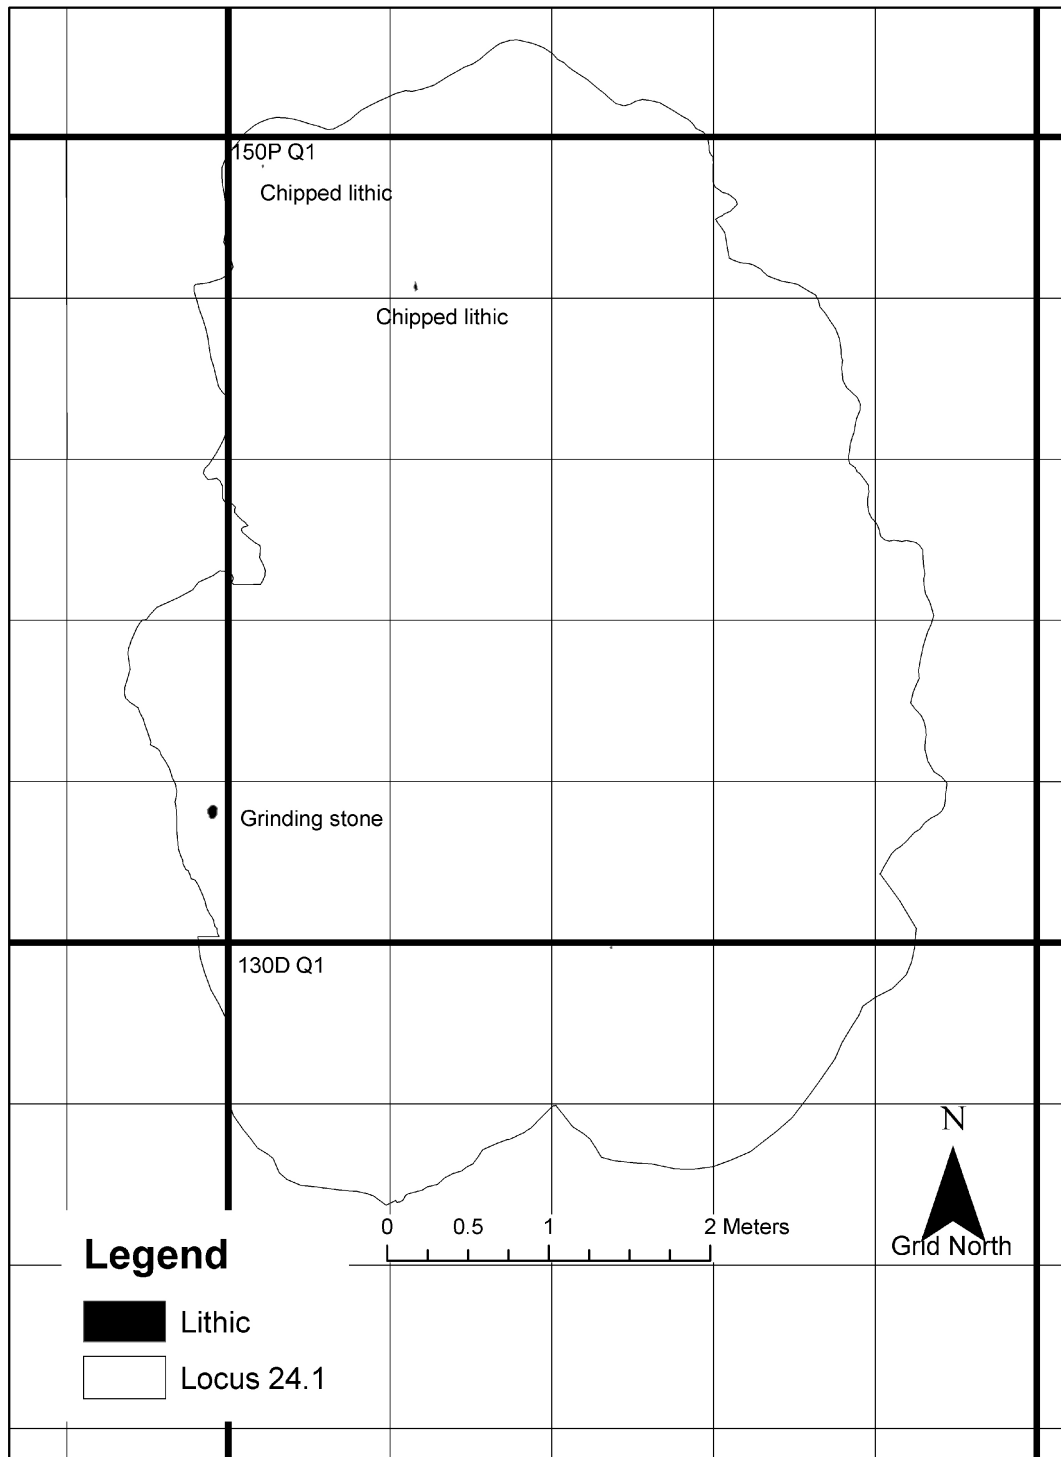 150P Q1
Chipped lithic
Chipped lithic
Grinding stone
130D Q1
N
Grid North
0 0.5 1 2 Meters
Legend
Lithic
Locus 24.1